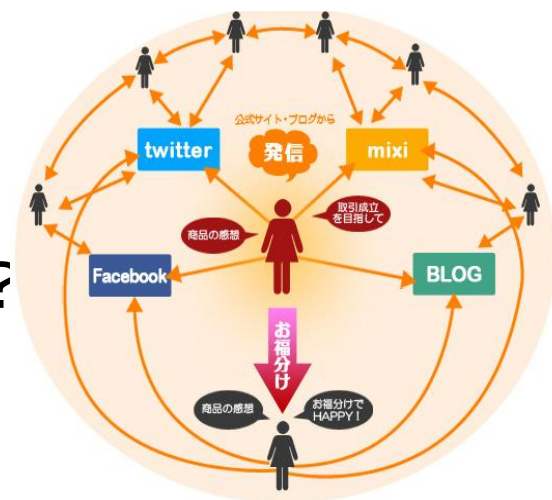 公式サイト・ブログから
発信
twitter
mixi
商品の感想
取引成立
を目指して
?
Facebook
BLOG
お福分け
商品の感想
お福分けで
HAPPY!